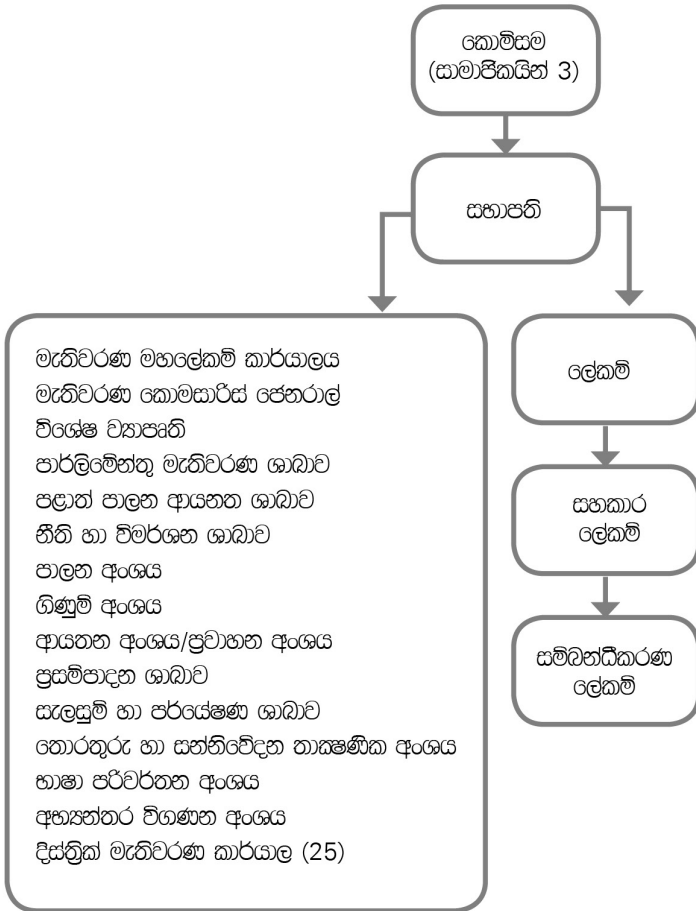 කොමිසම
(සාමාජිකයින් 3)
සභාපති
මැතිවරණ මහලේකම් කාර්යාලය
මැතිවරණ කොමසාරිස් ජෙනරාල්
විශේෂ ව්‍යාපෘති
පාර්ලිමේන්තු මැතිවරණ ශාඛාව
පළාත් පාලන ආයනත ශාඛාව
නීති හා විමර්ශන ශාඛාව
පාලන අංශය
ගිණුම් අංශය
ආයතන අංශය/ප්‍රවාහන අංශය
ප්‍රසම්පාදන ශාඛාව
සැලසුම් හා පර්යේෂණ ශාඛාව
තොරතුරු හා සන්නිවේදන තාක්‍ෂණික අංශය
භාෂා පරිවර්තන අංශය
අභ්‍යන්තර විගණන අංශය
දිස්ත්‍රික් මැතිවරණ කාර්යාල (25)
ලේකම්
සහකාර
ලේකම්
සම්බන්ධීකරණ
ලේකම්